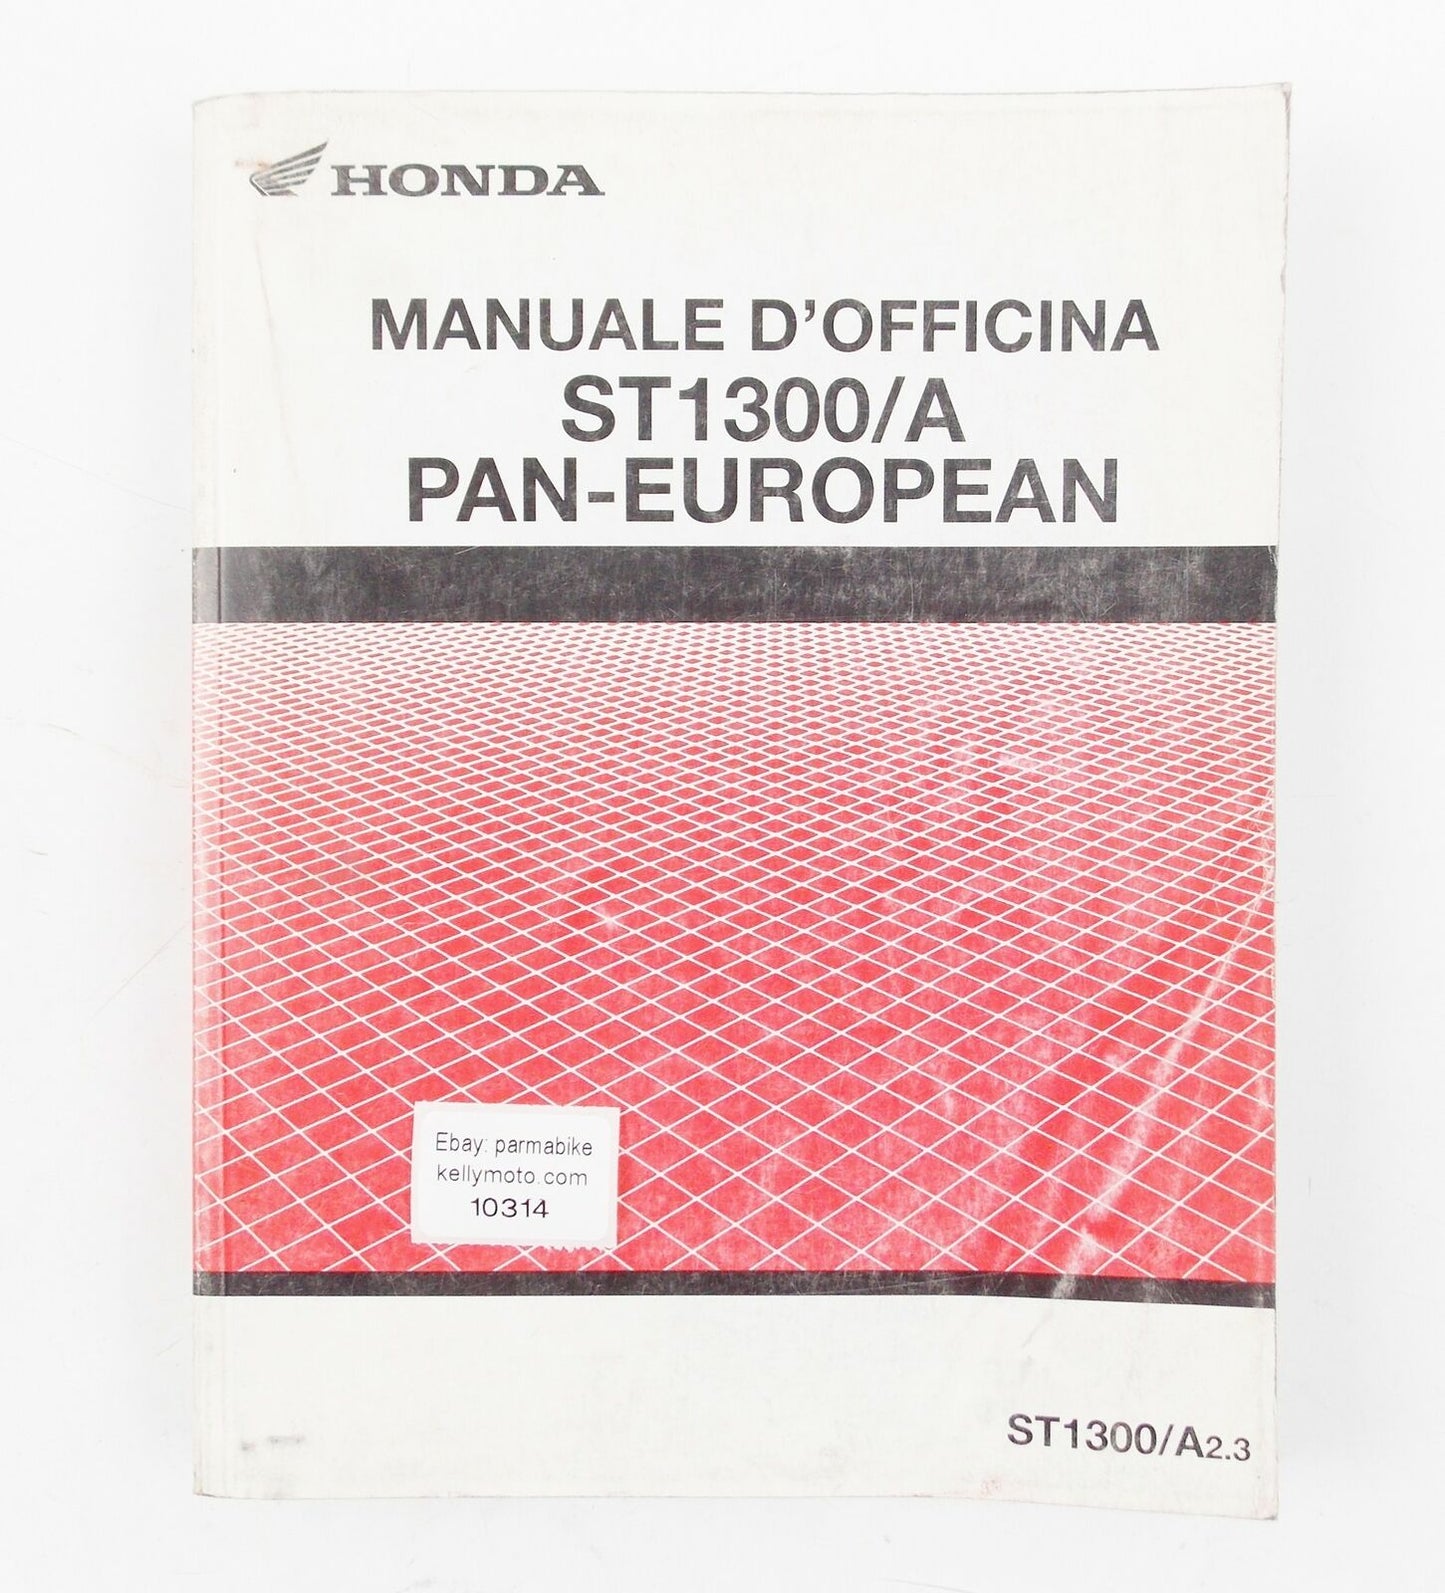 HONDA
MANUALE D'OFFICINA
ST1300/A
PAN-EUROPEAN
Ebay: parmabike
kellymoto.com
10314
ST1300/A2.3